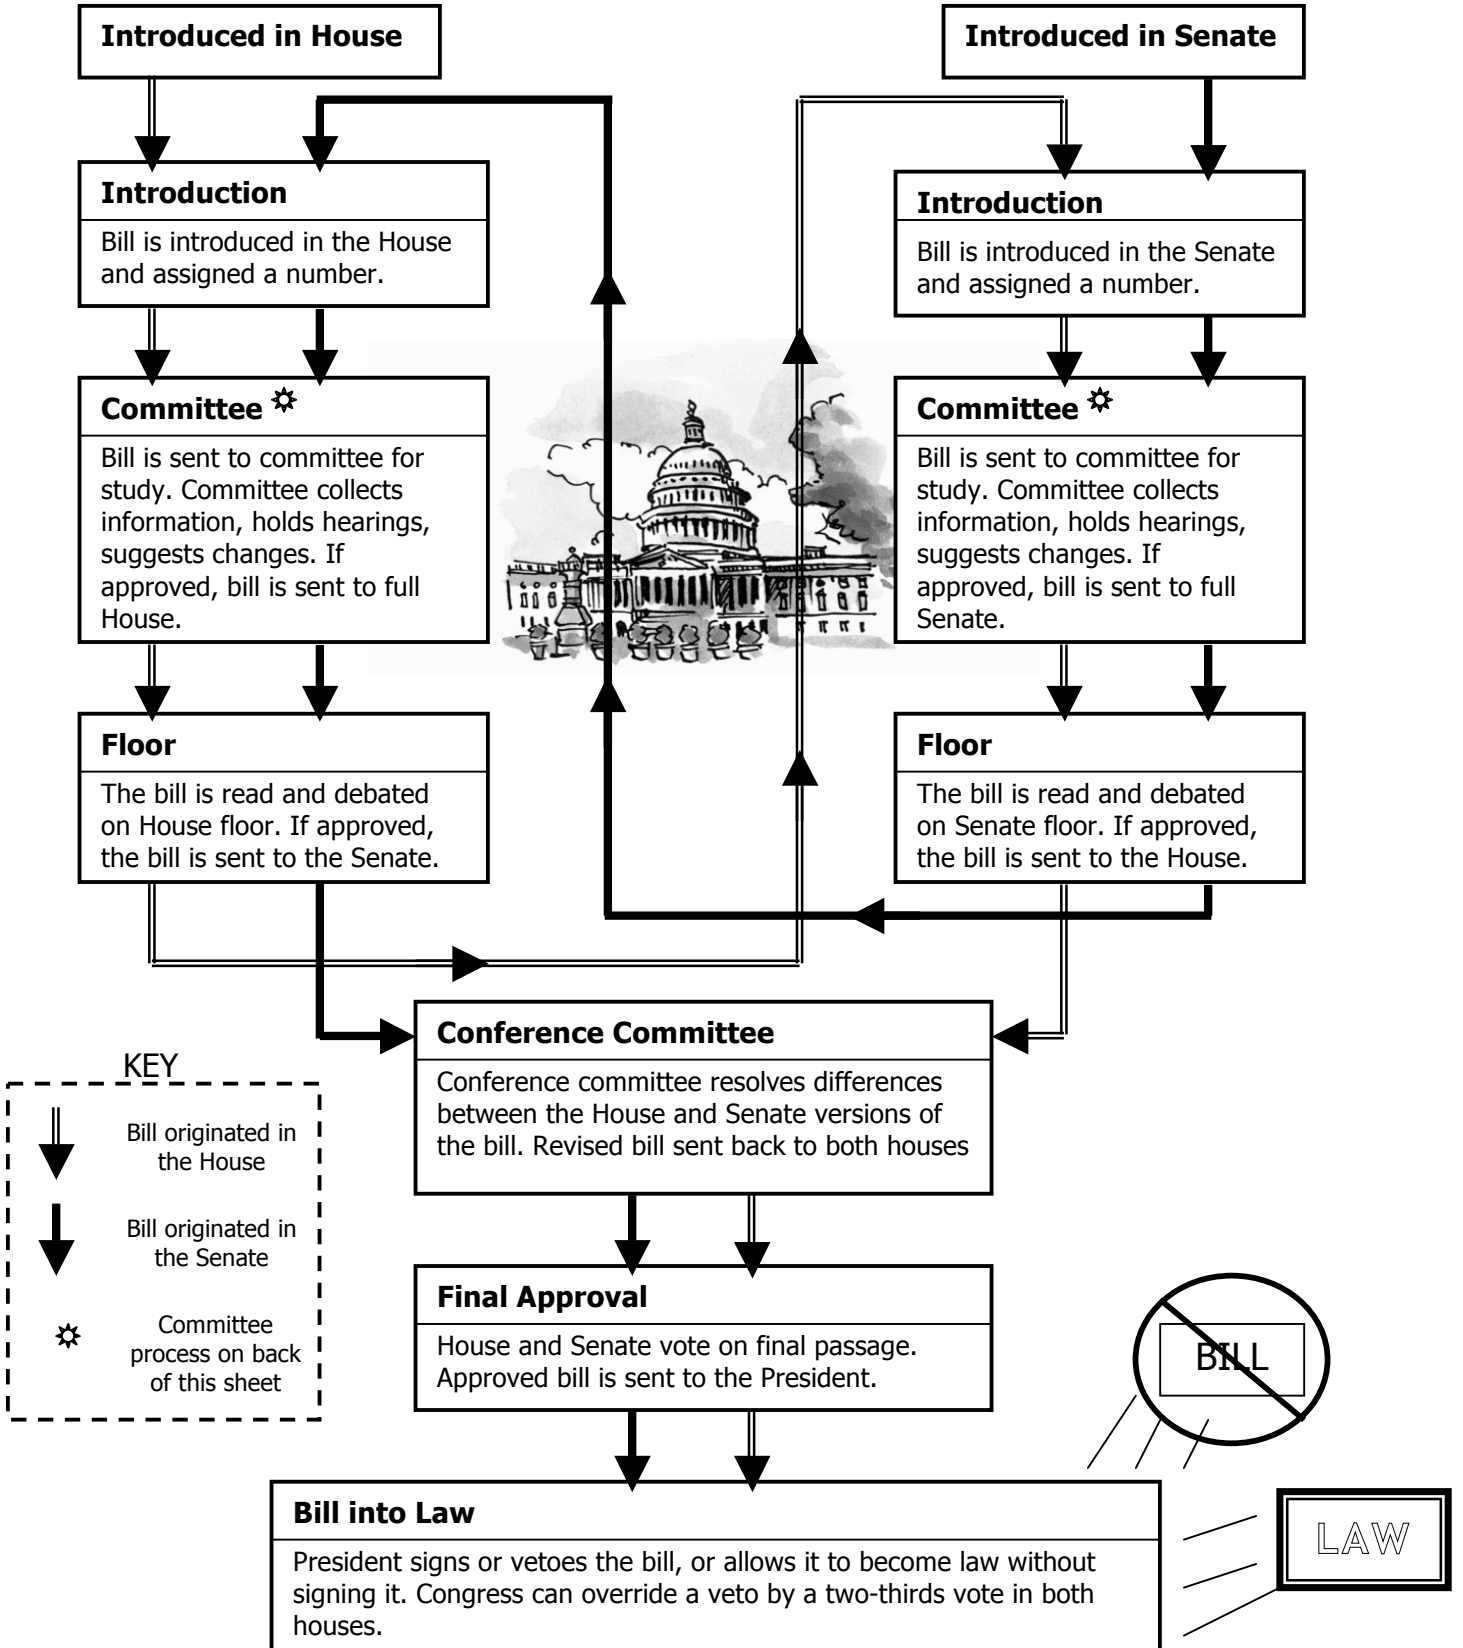 Introduced in House
Introduced in Senate
Introduction
Bill is introduced in the House
and assigned a number.
Introduction
Bill is introduced in the Senate
and assigned a number.
Committee
Bill is sent to committee for
study. Committee collects
information, holds hearings,
suggests changes. If
approved, bill is sent to full
House.
Committee
Bill is sent to committee for
study. Committee collects
information, holds hearings,
suggests changes. If
approved, bill is sent to full
Senate.
Floor
The bill is read and debated
on House floor. If approved,
the bill is sent to the Senate.
Floor
The bill is read and debated
on Senate floor. If approved,
the bill is sent to the House.
Conference Committee
Conference committee resolves differences
between the House and Senate versions of
the bill. Revised bill sent back to both houses
KEY
Bill originated in
the House
Bill originated in
the Senate
Committee
process on back
of this sheet
Final Approval
House and Senate vote on final passage.
Approved bill is sent to the President.
BILL
Bill into Law
President signs or vetoes the bill, or allows it to become law without
signing it. Congress can override a veto by a two-thirds vote in both
houses.
LAW